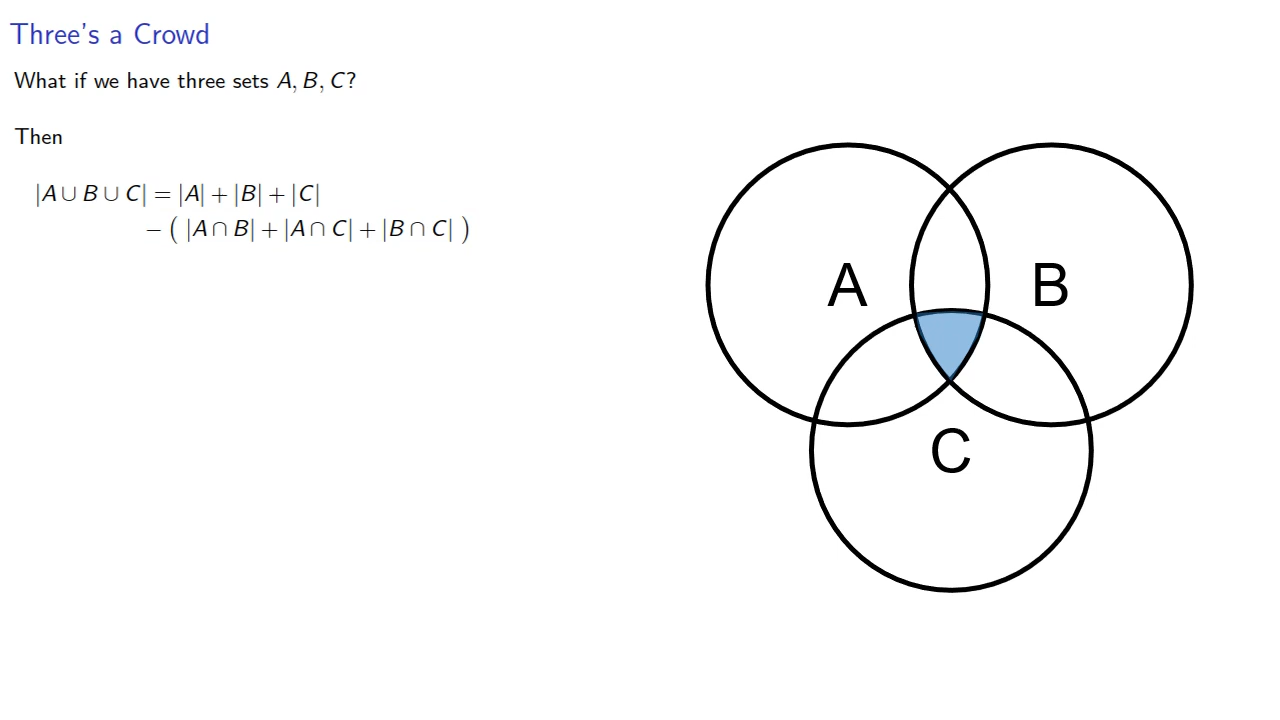 Three's a Crowd
What if we have three sets A, B, C?
Then
|A ∪ B ∪ C| = |A| + |B| + |C|
− ( |A ∩ B| + |A ∩ C| + |B ∩ C| )
A
B
C